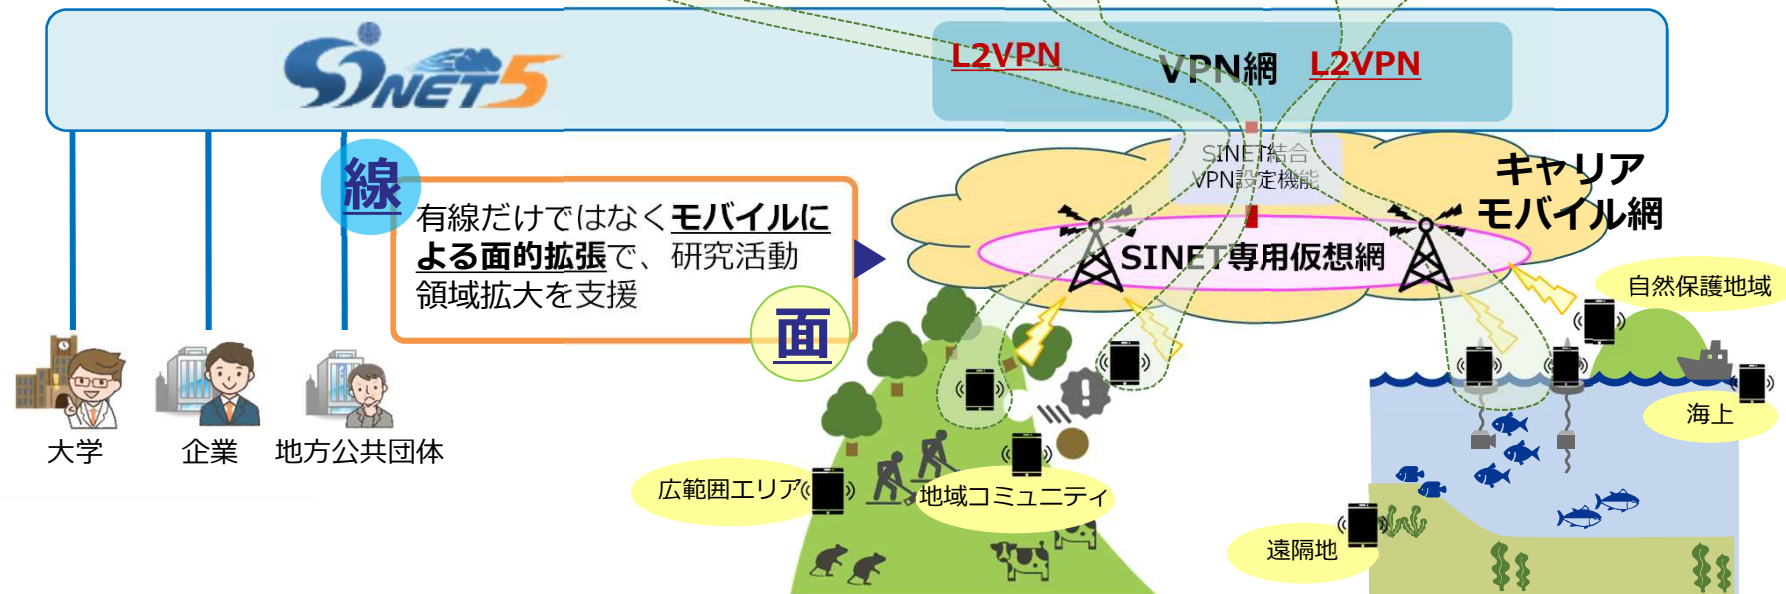 SINET5
L2VPN
VPN網
L2VPN
SINET結合
VPN設定機能
キャリア
モバイル網
線
有線だけではなくモバイルに
よる面的拡張で、研究活動
領域拡大を支援
面
SINET専用仮想網
自然保護地域
海上
大学
企業
地方公共団体
広範囲エリア
地域コミュニティ
遠隔地